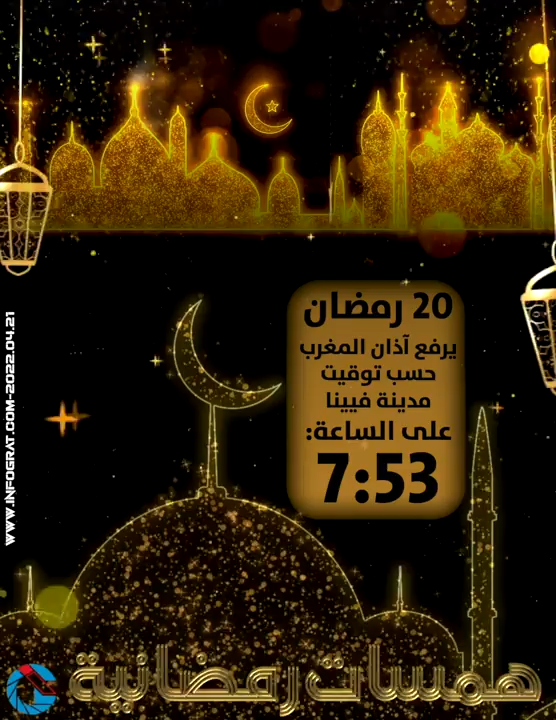 20 رمضان
يرفع آذان المغرب
حسب توقيت
مدينة فيينا
على الساعة:
7:53
WWW.INFOGRAT.COM-2022.04.21
همسات رمضانية